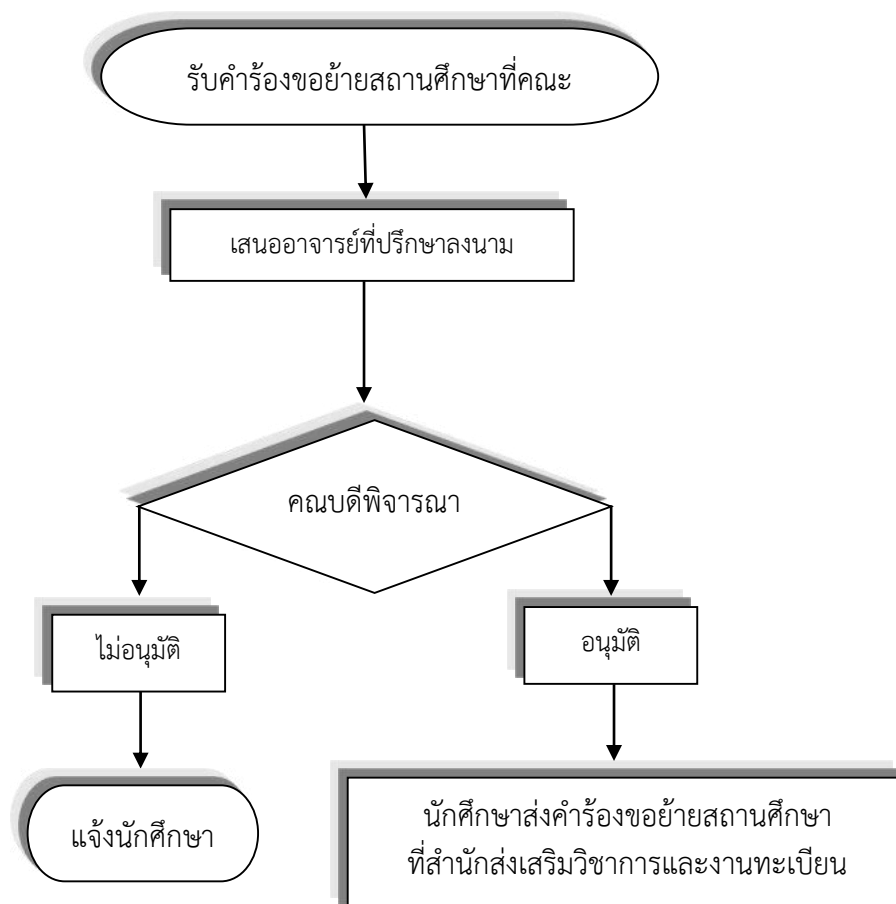 รับคำร้องขอย้ายสถานศึกษาที่คณะ
เสนออาจารย์ที่ปรึกษาลงนาม
คณบดีพิจารณา
ไม่อนุมัติ
อนุมัติ
แจ้งนักศึกษา
นักศึกษาส่งคำร้องขอย้ายสถานศึกษา
ที่สำนักส่งเสริมวิชาการและงานทะเบียน